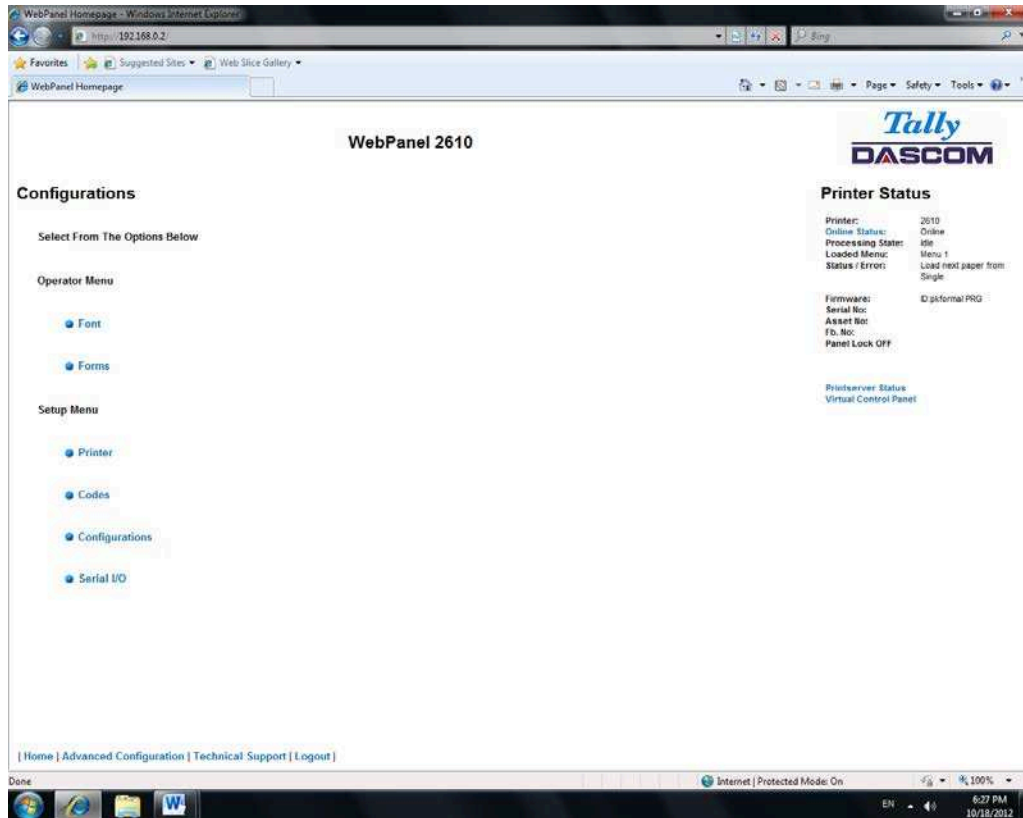 WebPanel Homepage - Windows Internet Explorer
http://192.168.0.2 Bing
Favorites Suggested Sites Web Slice Gallery
WebPanel Homepage Page Safety Tools
Tally
DASCOM
WebPanel 2610
Configurations
Select From The Options Below
Operator Menu
Font
Forms
Setup Menu
Printer
Codes
Configurations
Serial I/O
Printer Status
Printer: 2610
Online Status: Online
Processing State: Idle
Loaded Menu: Menu 1
Status / Error: Load next paper from
Single
Firmware:
Serial No:
Asset No:
Fb. No:
Panel Lock OFF
Printserver Status
Virtual Control Panel
| Home | Advanced Configuration | Technical Support | Logout |
Done Internet | Protected Mode: On 100%
W
EN 6:27 PM
10/18/2012